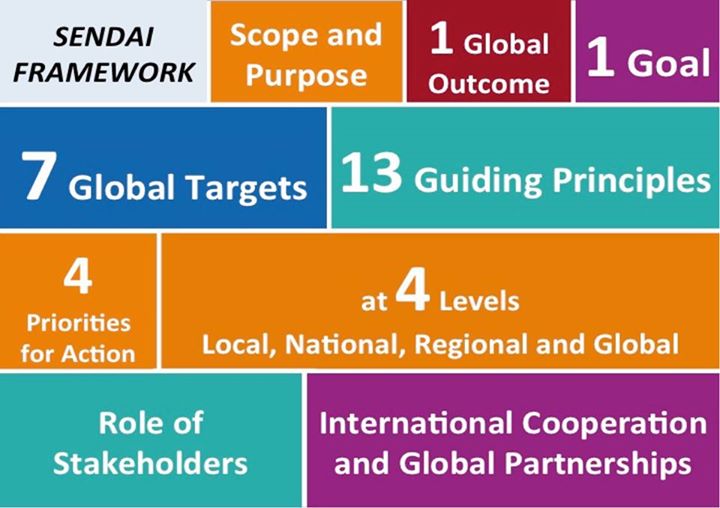 SENDAI
FRAMEWORK
Scope and
Purpose
1 Global
Outcome
1 Goal
7 Global Targets
13 Guiding Principles
4
Priorities
for Action
at 4 Levels
Local, National, Regional and Global
Role of
Stakeholders
International Cooperation
and Global Partnerships